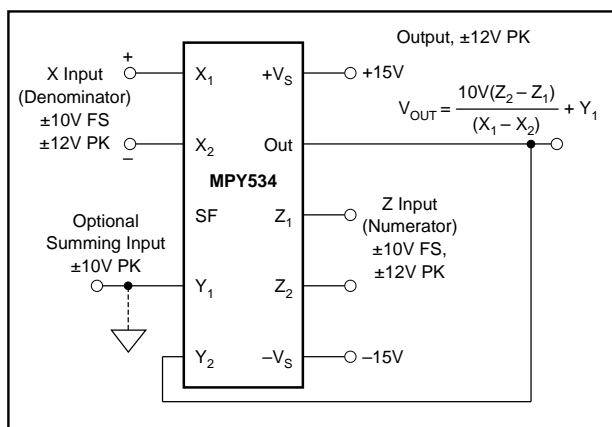 Output, ±12V PK
+
X Input
(Denominator)
±10V FS
±12V PK
–
X1
X2
SF
Y1
Y2
MPY534
+VS
Out
Z1
Z2
–VS
+15V
VOUT = 10V(Z2 – Z1) / (X1 – X2) + Y1
Z Input
(Numerator)
±10V FS,
±12V PK
–15V
Optional
Summing Input
±10V PK